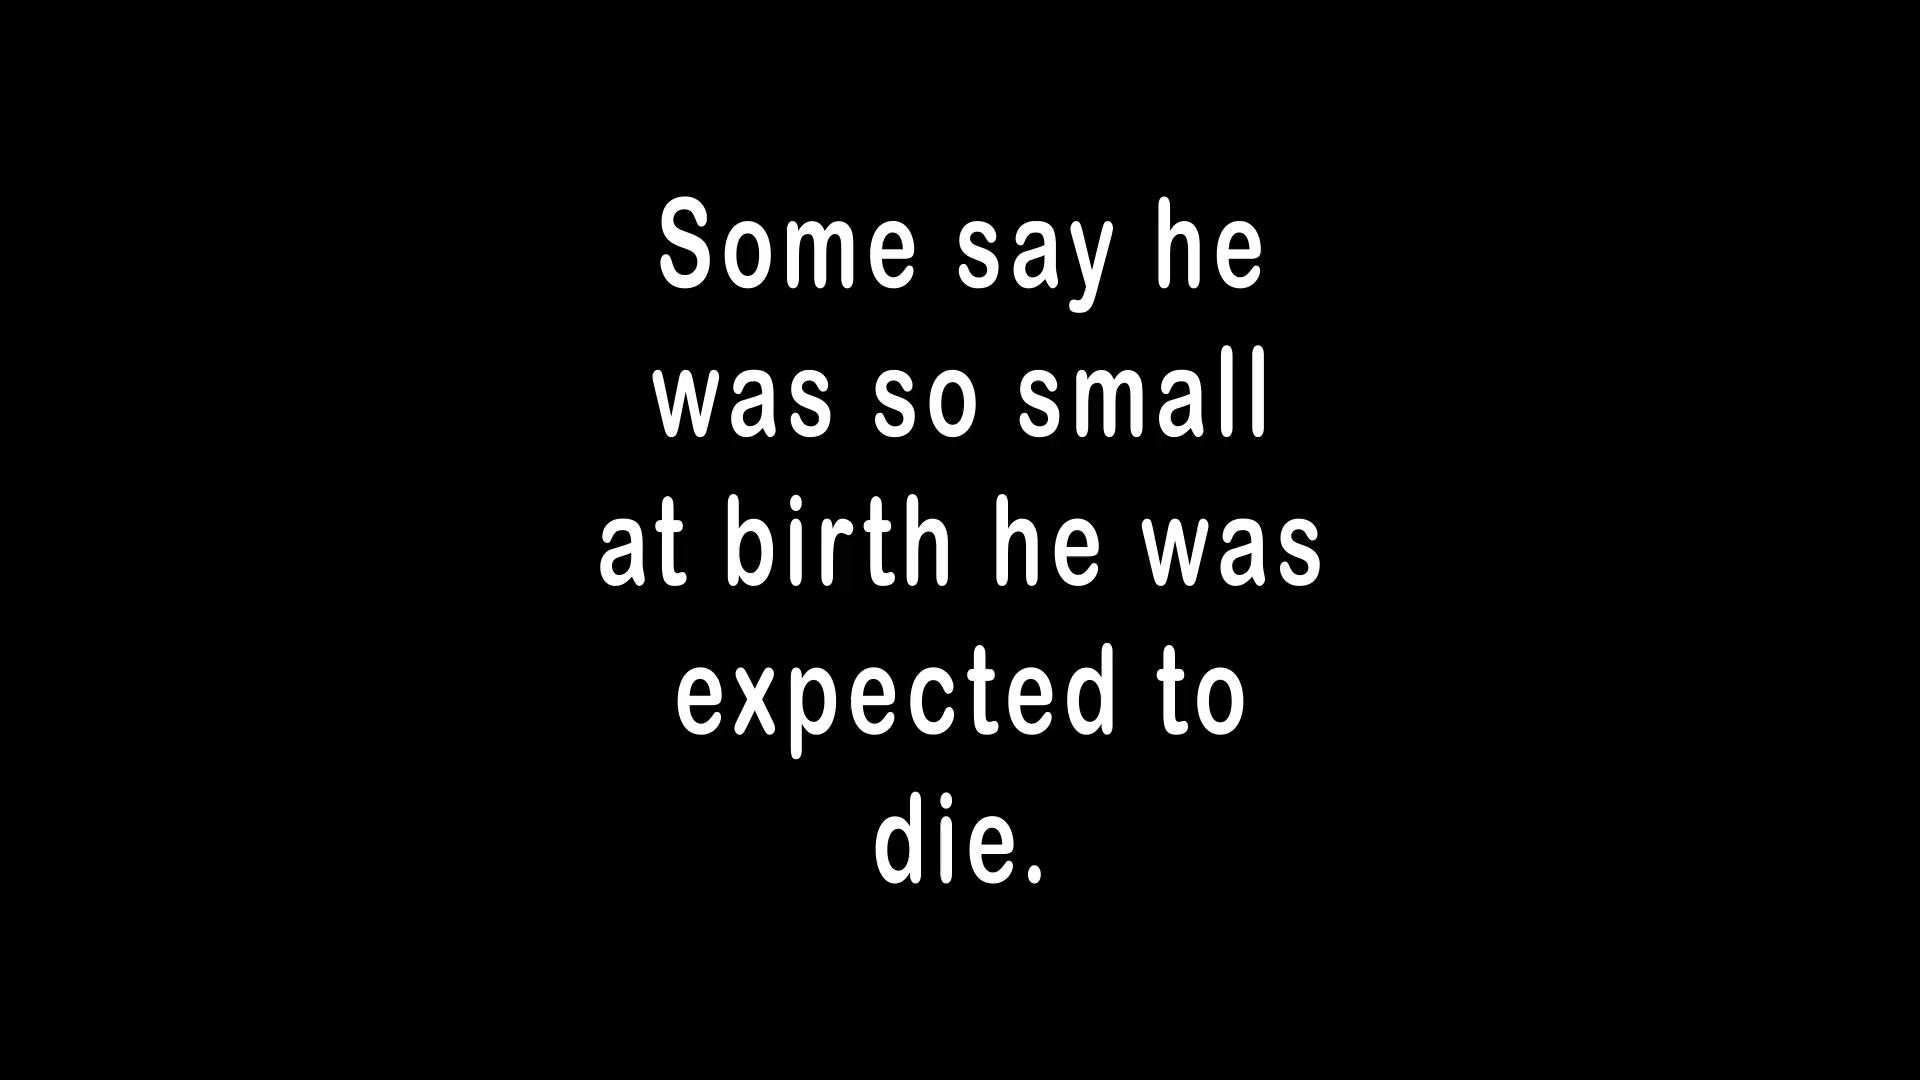 Some say he
was so small
at birth he was
expected to
die.